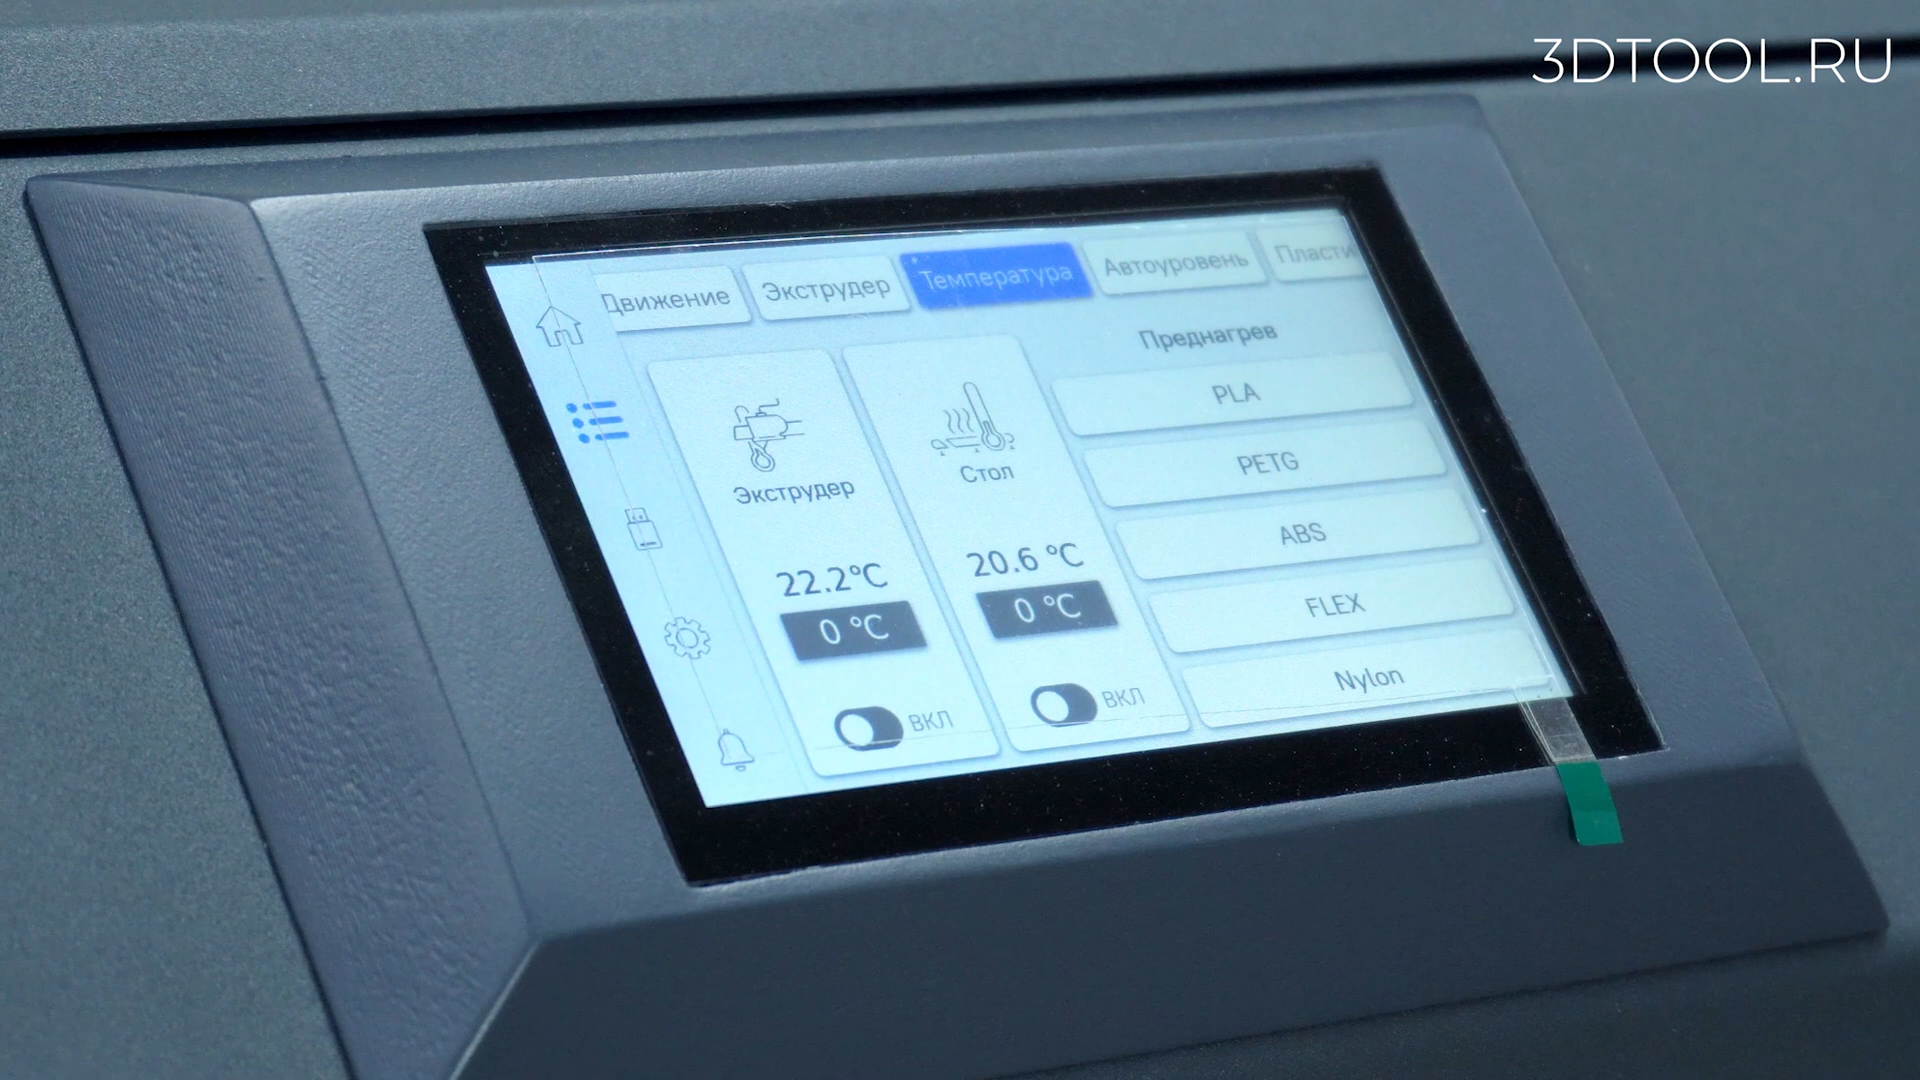 3DTOOL.RU
Движение Экструдер Температура Автоуровень Пласти
Преднагрев
Экструдер
22.2°C
0 °C
ВКЛ
Стол
20.6 °C
0 °C
ВКЛ
PLA
PETG
ABS
FLEX
Nylon